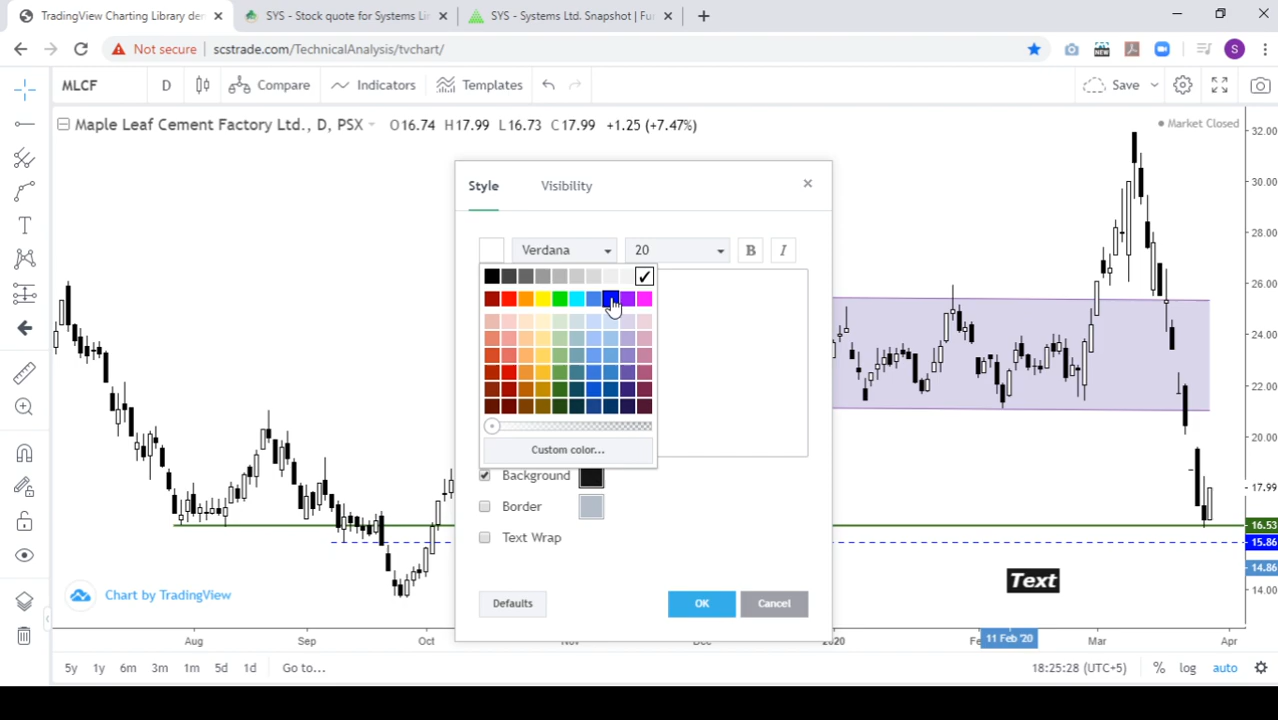 TradingView Charting Library der
SYS - Stock quote for Systems Li
SYS - Systems Ltd. Snapshot | Fu
Not secure
scstrade.com/TechnicalAnalysis/tvchart/
NEW
S
MLCF
D
Compare
Indicators
Templates
Save
Maple Leaf Cement Factory Ltd., D, PSX
O16.74 H17.99 L16.73 C17.99 +1.25 (+7.47%)
Market Closed
Style
Visibility
Verdana
20
B
I
Custom color...
Background
Border
Text Wrap
Defaults
OK
Cancel
Text
Chart by TradingView
32.00
30.00
28.00
26.00
24.00
22.00
20.00
17.99
16.53
15.86
14.86
14.00
Aug
Sep
Oct
Nov
Dec
2020
11 Feb '20
Mar
Apr
5y
1y
6m
3m
1m
5d
1d
Go to...
18:25:28 (UTC+5)
%
log
auto